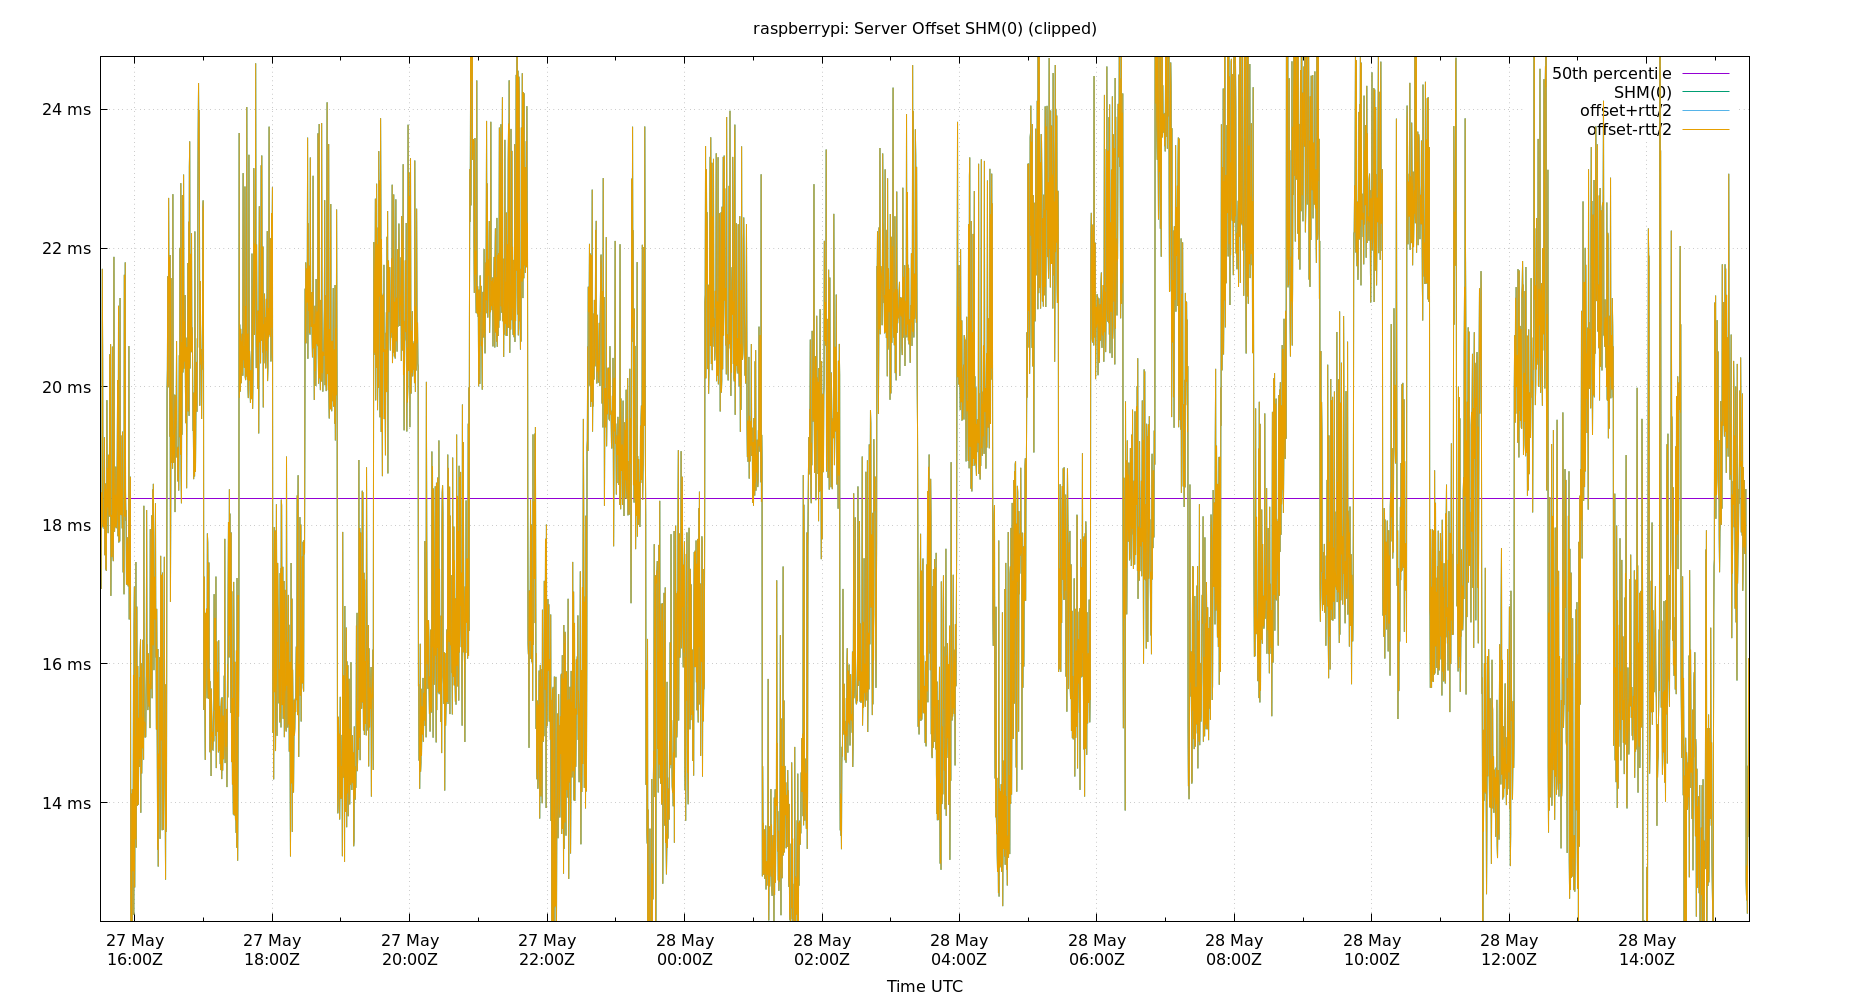 raspberrypi: Server Offset SHM(0) (clipped)
50th percentile
SHM(0)
offset+rtt/2
offset-rtt/2
24 ms
22 ms
20 ms
18 ms
16 ms
14 ms
27 May 27 May 27 May 27 May 28 May 28 May 28 May 28 May 28 May 28 May 28 May 28 May
16:00Z 18:00Z 20:00Z 22:00Z 00:00Z 02:00Z 04:00Z 06:00Z 08:00Z 10:00Z 12:00Z 14:00Z
Time UTC